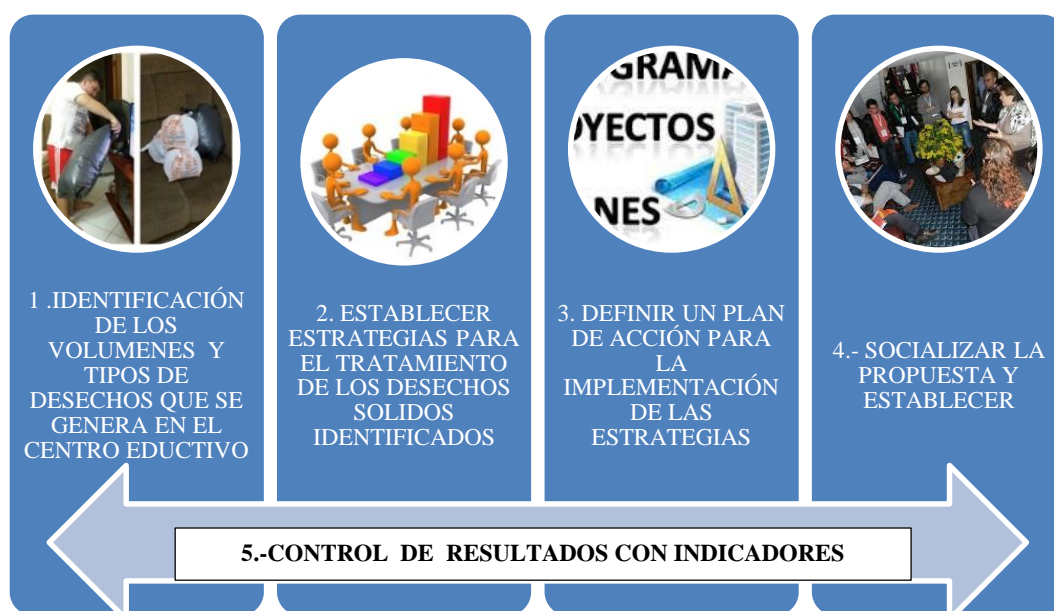 GRAMA
OYECTOS
NES
1 .IDENTIFICACIÓN
DE LOS
VOLUMENES Y
TIPOS DE
DESECHOS QUE SE
GENERA EN EL
CENTRO EDUCTIVO
2. ESTABLECER
ESTRATEGIAS PARA
EL TRATAMIENTO
DE LOS DESECHOS
SOLIDOS
IDENTIFICADOS
3. DEFINIR UN PLAN
DE ACCIÓN PARA
LA
IMPLEMENTACIÓN
DE LAS
ESTRATEGIAS
4.- SOCIALIZAR LA
PROPUESTA Y
ESTABLECER
5.-CONTROL DE RESULTADOS CON INDICADORES